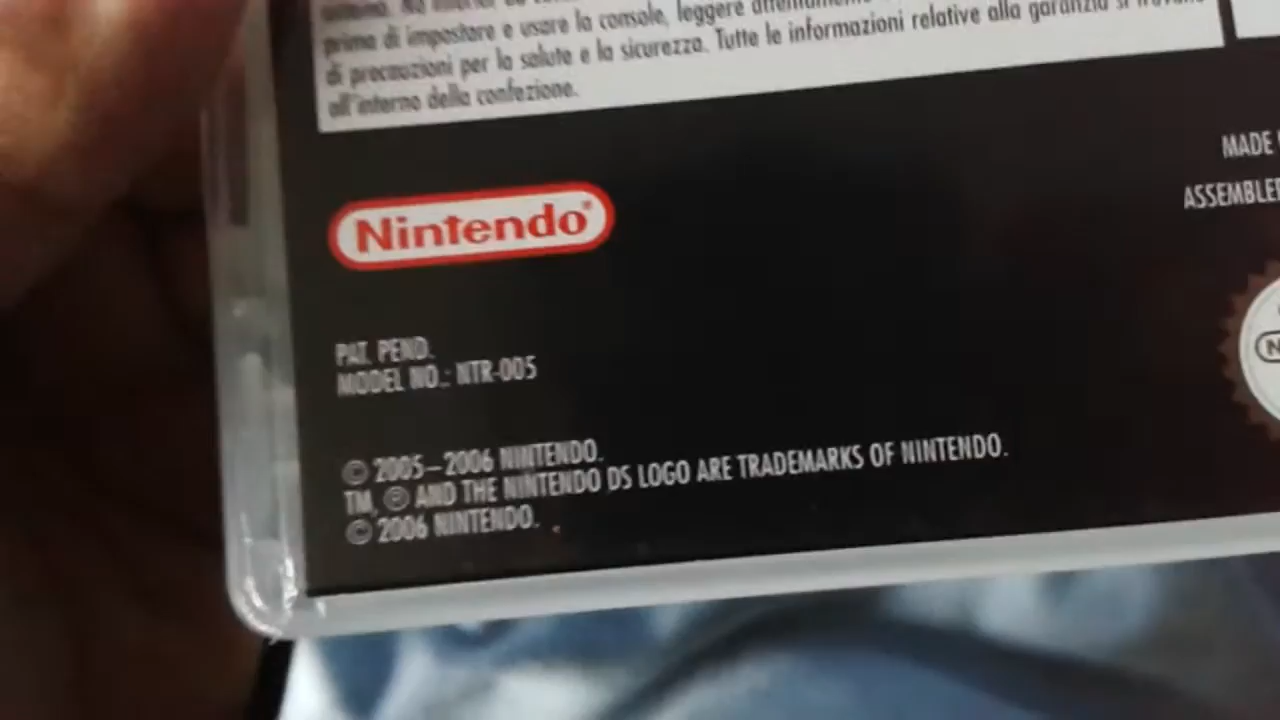 prima di impostare e usare la console, leggere attentamente
di precauzioni per la salute e la sicurezza. Tutte le informazioni relative alla garanzia si
all'interno della confezione.
MADE
Nintendo®
PAT. PEND.
MODEL NO.: NTR-005
© 2005–2006 NINTENDO.
TM, ® AND THE NINTENDO DS LOGO ARE TRADEMARKS OF NINTENDO.
© 2006 NINTENDO.